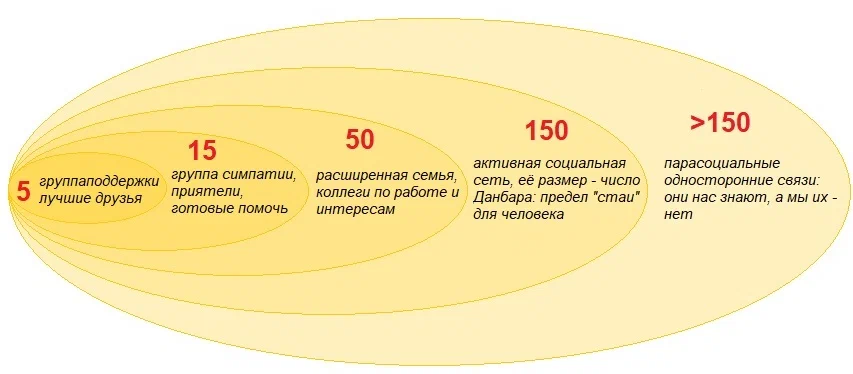 5
группаподдержки
лучшие друзья
15
группа симпатии,
приятели,
готовые помочь
50
расширенная семья,
коллеги по работе и
интересам
150
активная социальная
сеть, её размер - число
Данбара: предел "стаи"
для человека
>150
парасоциальные
односторонние связи:
они нас знают, а мы их -
нет